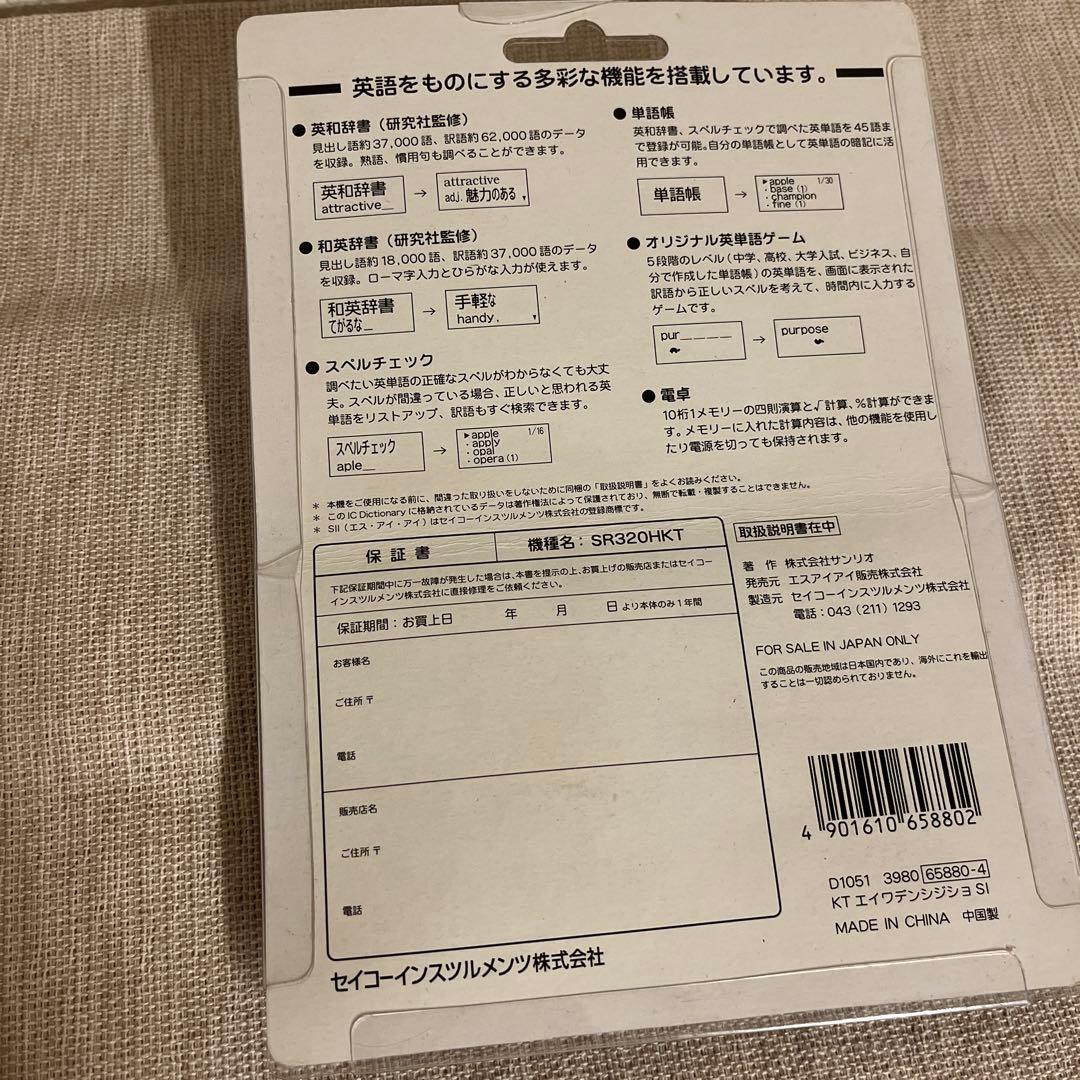 英語をものにする多彩な機能を搭載しています。
● 英和辞書（研究社監修）
見出し語約37,000語、訳語約62,000語のデータ
を収録。熟語、慣用句も調べることができます。
英和辞書
attractive_
→
attractive
adj. 魅力のある
● 和英辞書（研究社監修）
見出し語約18,000語、訳語約37,000語のデータ
を収録。ローマ字入力とひらがな入力が使えます。
和英辞書
てがるな_
→
手軽な
handy,
● スペルチェック
調べたい英単語の正確なスペルがわからなくても大丈
夫。スペルが間違っている場合、正しいと思われる英
単語をリストアップ、訳語もすぐ検索できます。
スペルチェック
aple_
→
▶apple 1/16
・apply
・opal
・opera (1)
● 単語帳
英和辞書、スペルチェックで調べた英単語を45語ま
で登録が可能。自分の単語帳として英単語の暗記に活
用できます。
単語帳
→
▶apple 1/30
・base (1)
・champion
・fine (1)
● オリジナル英単語ゲーム
5段階のレベル（中学、高校、大学入試、ビジネス、自
分で作成した単語帳）の英単語を、画面に表示された
訳語から正しいスペルを考えて、時間内に入力する
ゲームです。
pur____
→
purpose
● 電卓
10桁1メモリーの四則演算と√計算、%計算ができま
す。メモリーに入れた計算内容は、他の機能を使用し
たり電源を切っても保持されます。
＊ 本機をご使用になる前に、間違った取り扱いをしないために同梱の「取扱説明書」をよくお読みください。
＊ このIC Dictionaryに格納されているデータは著作権法によって保護されており、無断で転載・複製することはできません。
＊ SII（エス・アイ・アイ）はセイコーインスツルメンツ株式会社の登録商標です。
保証書
機種名：SR320HKT
下記保証期間中に万一故障が発生した場合は、本書を提示の上、お買上げの販売店またはセイコー
インスツルメンツ株式会社に直接修理をご依頼ください。
保証期間：お買上日 年 月 日より本体のみ1年間
お客様名
ご住所 〒
電話
販売店名
ご住所 〒
電話
セイコーインスツルメンツ株式会社
取扱説明書在中
著 作 株式会社サンリオ
発売元 エスアイアイ販売株式会社
製造元 セイコーインスツルメンツ株式会社
電話：043（211）1293
FOR SALE IN JAPAN ONLY
この商品の販売地域は日本国内であり、海外にこれを輸出
することは一切認められておりません。
4 901610 658802
D1051 3980 65880-4
KT エイワデンシジショ SI
MADE IN CHINA 中国製